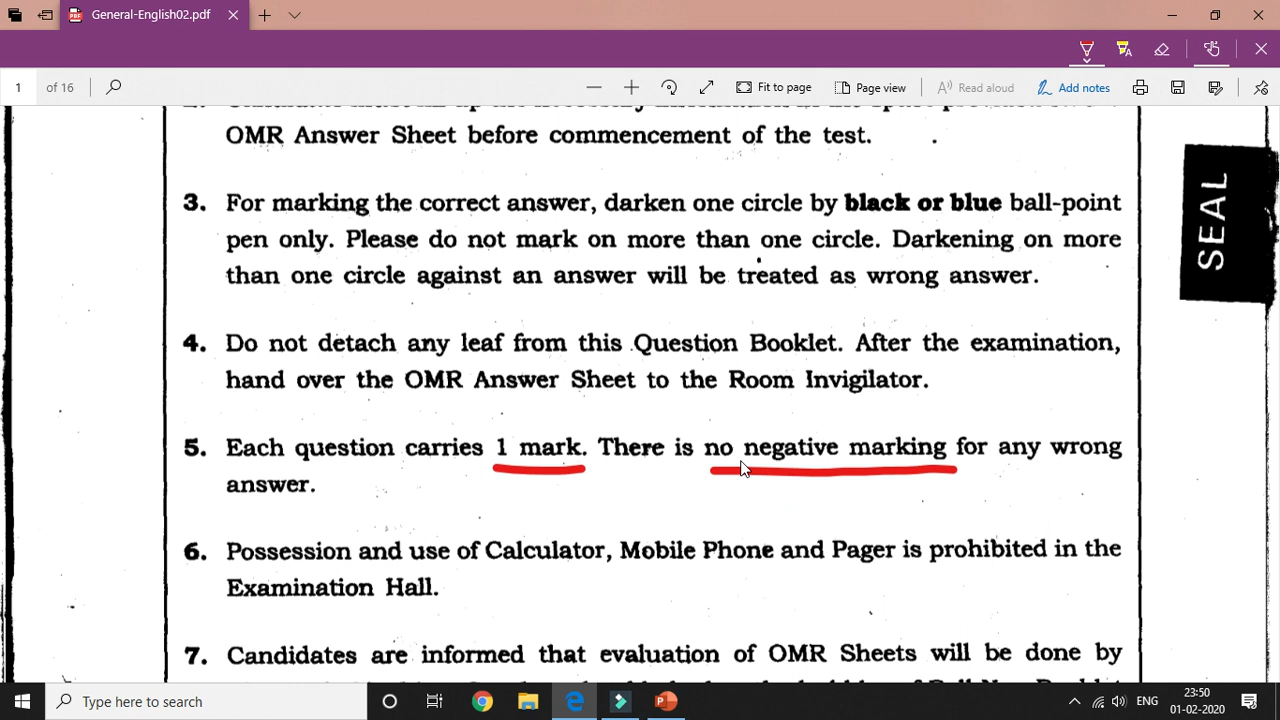 General-English02.pdf
1 of 16
Fit to page
Page view
Read aloud
Add notes
OMR Answer Sheet before commencement of the test.
3. For marking the correct answer, darken one circle by black or blue ball-point
pen only. Please do not mark on more than one circle. Darkening on more
than one circle against an answer will be treated as wrong answer.
4. Do not detach any leaf from this Question Booklet. After the examination,
hand over the OMR Answer Sheet to the Room Invigilator.
5. Each question carries 1 mark. There is no negative marking for any wrong
answer.
6. Possession and use of Calculator, Mobile Phone and Pager is prohibited in the
Examination Hall.
7. Candidates are informed that evaluation of OMR Sheets will be done by
SEAL
Type here to search
ENG
23:50
01-02-2020